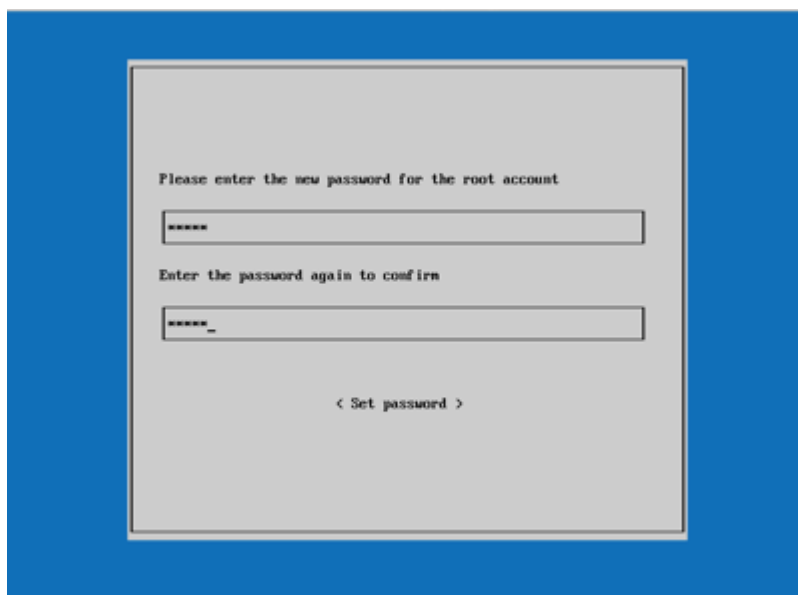 Please enter the new password for the root account
*****
Enter the password again to confirm
*****_
< Set password >